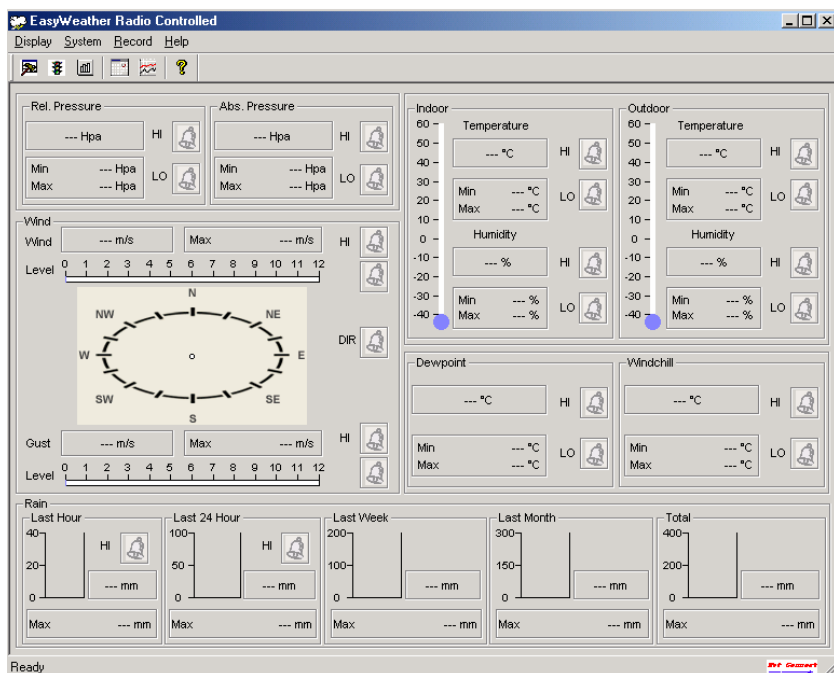 EasyWeather Radio Controlled
Display System Record Help
Rel. Pressure
--- Hpa
HI
Min --- Hpa
Max --- Hpa
LO
Abs. Pressure
--- Hpa
HI
Min --- Hpa
Max --- Hpa
LO
Wind
Wind --- m/s Max --- m/s HI
Level 0 1 2 3 4 5 6 7 8 9 10 11 12
N
NW NE
W E
SW SE
S
DIR
Gust --- m/s Max --- m/s HI
Level 0 1 2 3 4 5 6 7 8 9 10 11 12
Indoor
60
50
40
30
20
10
0
-10
-20
-30
-40
Temperature
--- °C
HI
Min --- °C
Max --- °C
LO
Humidity
--- %
HI
Min --- %
Max --- %
LO
Outdoor
60
50
40
30
20
10
0
-10
-20
-30
-40
Temperature
--- °C
HI
Min --- °C
Max --- °C
LO
Humidity
--- %
HI
Min --- %
Max --- %
LO
Dewpoint
--- °C
HI
Min --- °C
Max --- °C
LO
Windchill
--- °C
HI
Min --- °C
Max --- °C
LO
Rain
Last Hour
40
20
0
HI
--- mm
Max --- mm
Last 24 Hour
100
50
0
HI
--- mm
Max --- mm
Last Week
200
100
0
--- mm
Max --- mm
Last Month
300
150
0
--- mm
Max --- mm
Total
400
200
0
--- mm
Max --- mm
Ready